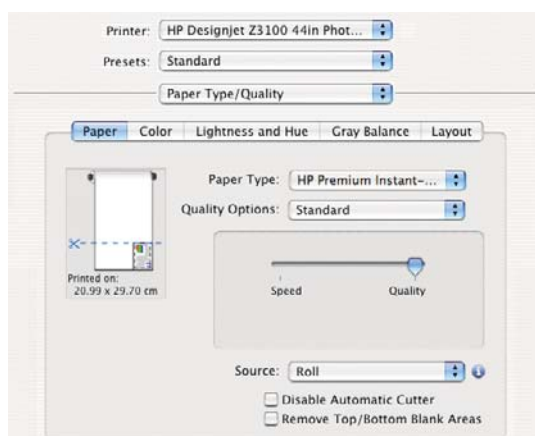 Printer: HP Designjet Z3100 44in Phot...
Presets: Standard
Paper Type/Quality
Paper Color Lightness and Hue Gray Balance Layout
Paper Type: HP Premium Instant-...
Quality Options: Standard
Printed on:
20.99 x 29.70 cm
Speed Quality
Source: Roll
Disable Automatic Cutter
Remove Top/Bottom Blank Areas